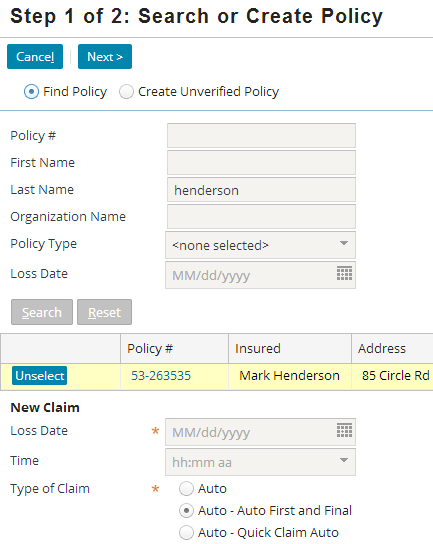 Step 1 of 2: Search or Create Policy
Cancel Next >
Find Policy Create Unverified Policy
Policy #
First Name
Last Name henderson
Organization Name
Policy Type <none selected>
Loss Date MM/dd/yyyy
Search Reset
Policy # Insured Address
Unselect 53-263535 Mark Henderson 85 Circle Rd
New Claim
Loss Date * MM/dd/yyyy
Time hh:mm aa
Type of Claim * Auto
Auto - Auto First and Final
Auto - Quick Claim Auto